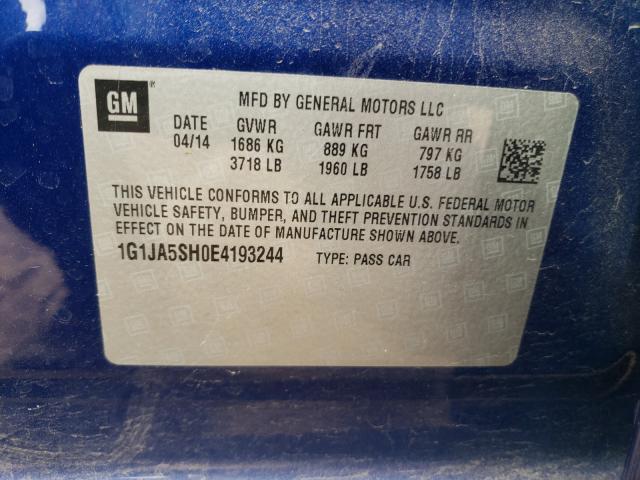 GM ®
MFD BY GENERAL MOTORS LLC
DATE GVWR GAWR FRT GAWR RR
04/14 1686 KG 889 KG 797 KG
3718 LB 1960 LB 1758 LB
THIS VEHICLE CONFORMS TO ALL APPLICABLE U.S. FEDERAL MOTOR
VEHICLE SAFETY, BUMPER, AND THEFT PREVENTION STANDARDS IN
EFFECT ON THE DATE OF MANUFACTURE SHOWN ABOVE.
1G1JA5SH0E4193244 TYPE: PASS CAR